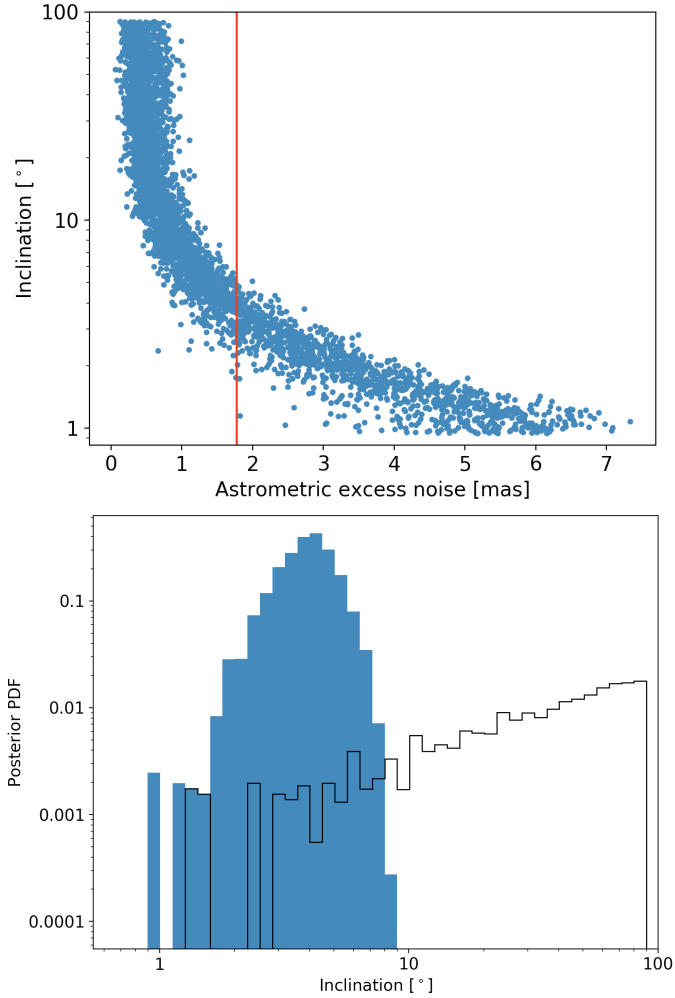 100
10
1
Inclination [°]
0 1 2 3 4 5 6 7
Astrometric excess noise [mas]
0.1
0.01
0.001
0.0001
Posterior PDF
1 10 100
Inclination [°]